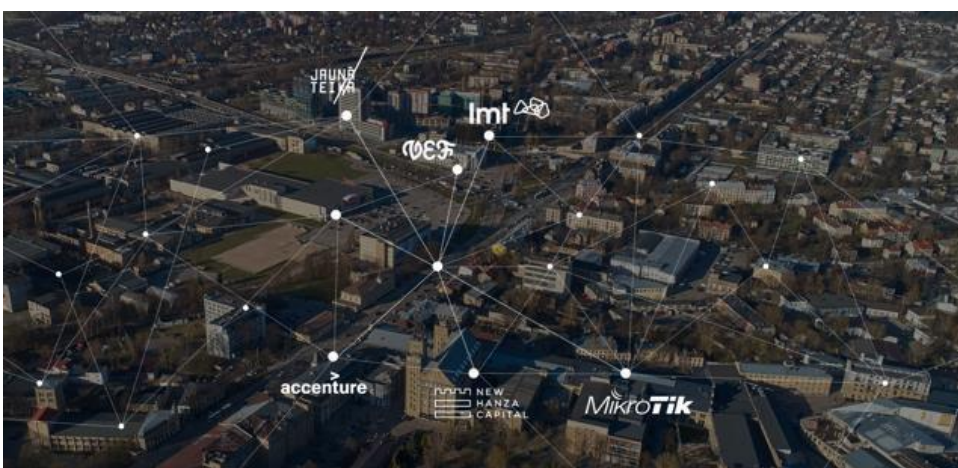 JAUNĀ
TEIKA
lmt
VEF
accenture
NEW
HANZA
CAPITAL
MikroTik